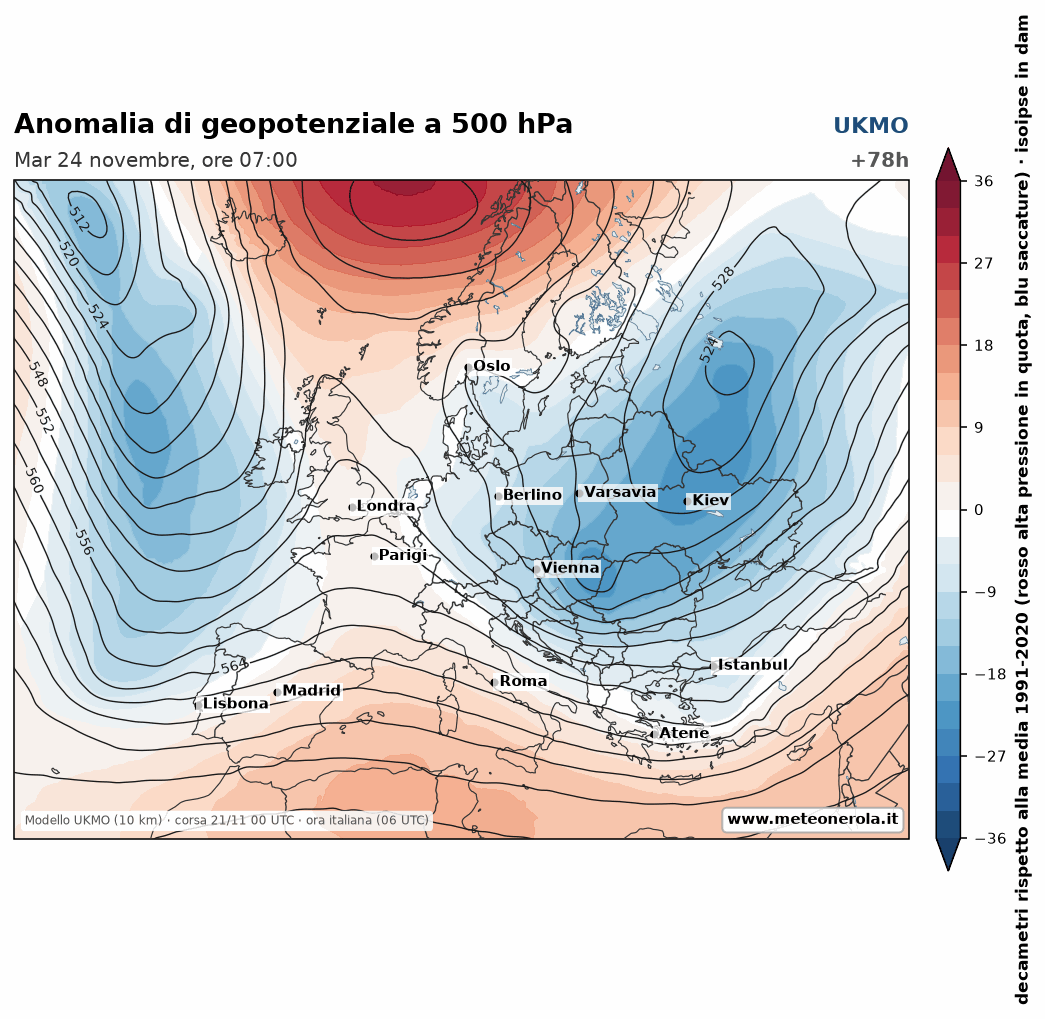 Anomalia di geopotenziale a 500 hPa
UKMO
Mar 24 novembre, ore 07:00
+78h
512
520
524
528
524
548
552
560
556
564
Oslo
Londra
Berlino
Varsavia
Kiev
Parigi
Vienna
Istanbul
Roma
Madrid
Lisbona
Atene
Modello UKMO (10 km) · corsa 21/11 00 UTC · ora italiana (06 UTC)
www.meteonerola.it
36
27
18
9
0
−9
−18
−27
−36
decametri rispetto alla media 1991-2020 (rosso alta pressione in quota, blu saccature) · isoipse in dam